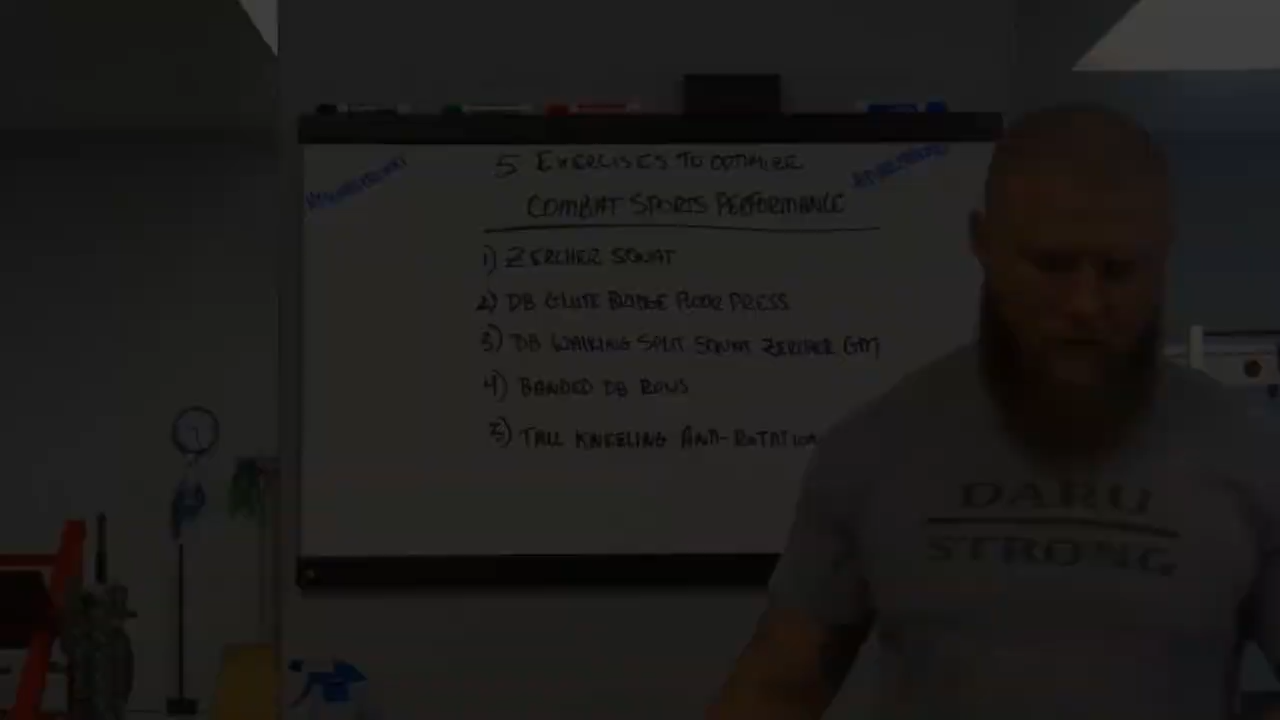 5 EXERCISES TO OPTIMIZE
COMBAT SPORTS PERFORMANCE
1) ZERCHER SQUAT
2) DB GLUTE BRIDGE FLOOR PRESS
3) DB WALKING SPLIT SQUAT ZERCHER GM
4) BANDED DB ROWS
5) TALL KNEELING ANTI-ROTATION
DARU
STRONG